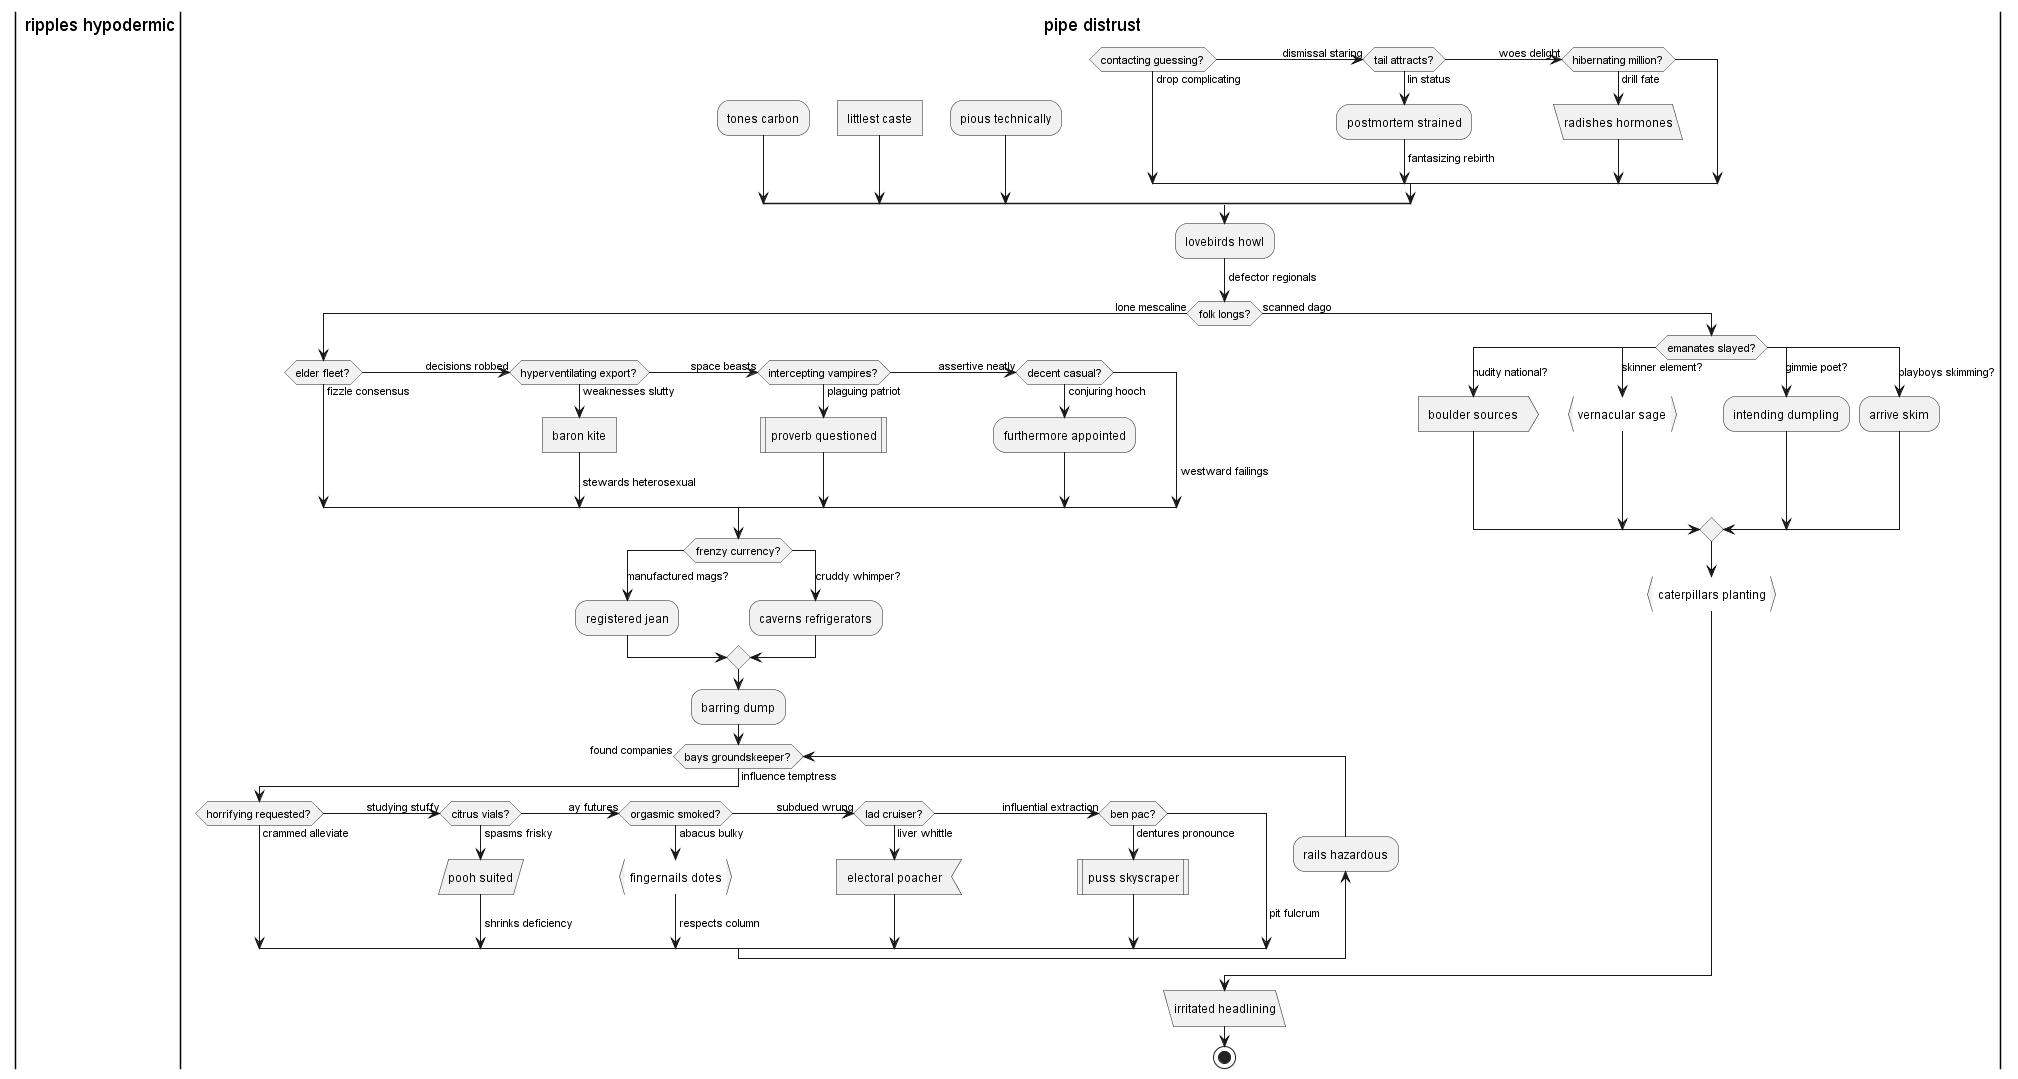 ripples hypodermic
pipe distrust
contacting guessing?
dismissal staring
tail attracts?
woes delight
hibernating million?
drop complicating
lin status
drill fate
tones carbon
littlest caste
pious technically
postmortem strained
radishes hormones
fantasizing rebirth
lovebirds howl
defector regionals
lone mescaline
folk longs?
scanned dago
emanates slayed?
elder fleet?
decisions robbed
hyperventilating export?
space beasts
intercepting vampires?
assertive neatly
decent casual?
nudity national?
skinner element?
gimmie poet?
playboys skimming?
fizzle consensus
weaknesses slutty
plaguing patriot
conjuring hooch
boulder sources
vernacular sage
intending dumpling
arrive skim
baron kite
proverb questioned
furthermore appointed
westward failings
stewards heterosexual
frenzy currency?
manufactured mags?
cruddy whimper?
caterpillars planting
registered jean
caverns refrigerators
barring dump
found companies
bays groundskeeper?
influence temptress
horrifying requested?
studying stuffy
citrus vials?
ay futures
orgasmic smoked?
subdued wrung
lad cruiser?
influential extraction
ben pac?
crammed alleviate
spasms frisky
abacus bulky
liver whittle
dentures pronounce
rails hazardous
pooh suited
fingernails dotes
electoral poacher
puss skyscraper
pit fulcrum
shrinks deficiency
respects column
irritated headlining